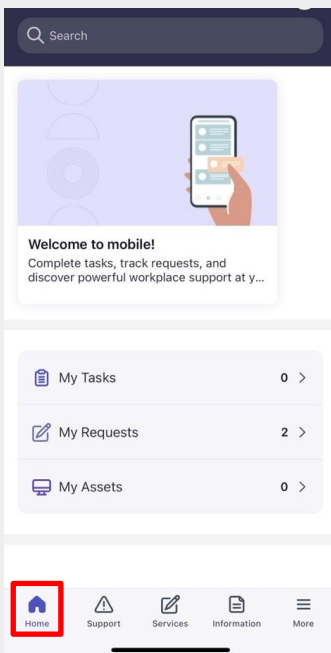 Search
Welcome to mobile!
Complete tasks, track requests, and
discover powerful workplace support at y...
My Tasks 0
My Requests 2
My Assets 0
Home Support Services Information More